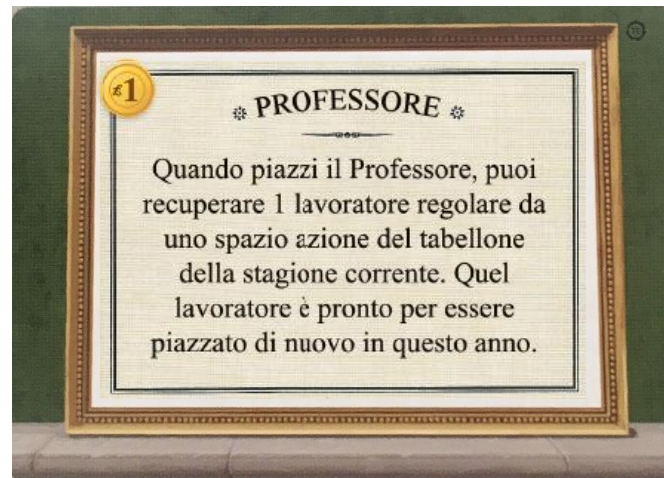 £1
PROFESSORE
Quando piazzi il Professore, puoi
recuperare 1 lavoratore regolare da
uno spazio azione del tabellone
della stagione corrente. Quel
lavoratore è pronto per essere
piazzato di nuovo in questo anno.